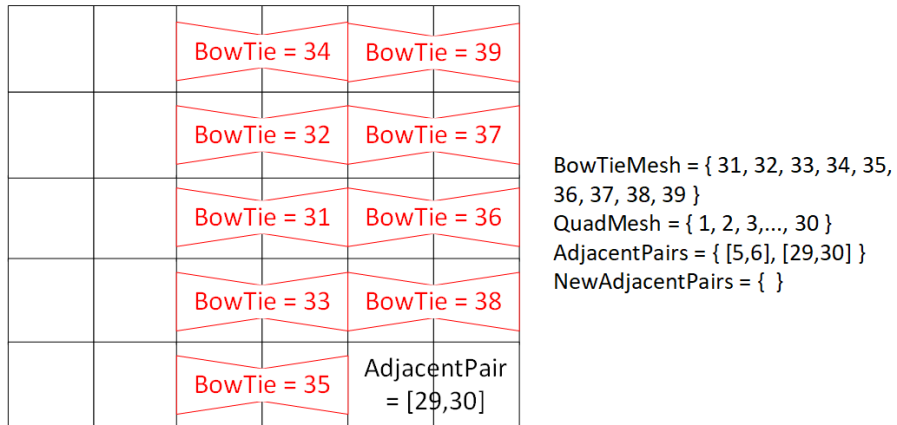 BowTie = 34
BowTie = 39
BowTie = 32
BowTie = 37
BowTie = 31
BowTie = 36
BowTie = 33
BowTie = 38
BowTie = 35
AdjacentPair
= [29,30]
BowTieMesh = { 31, 32, 33, 34, 35,
36, 37, 38, 39 }
QuadMesh = { 1, 2, 3,..., 30 }
AdjacentPairs = { [5,6], [29,30] }
NewAdjacentPairs = {  }